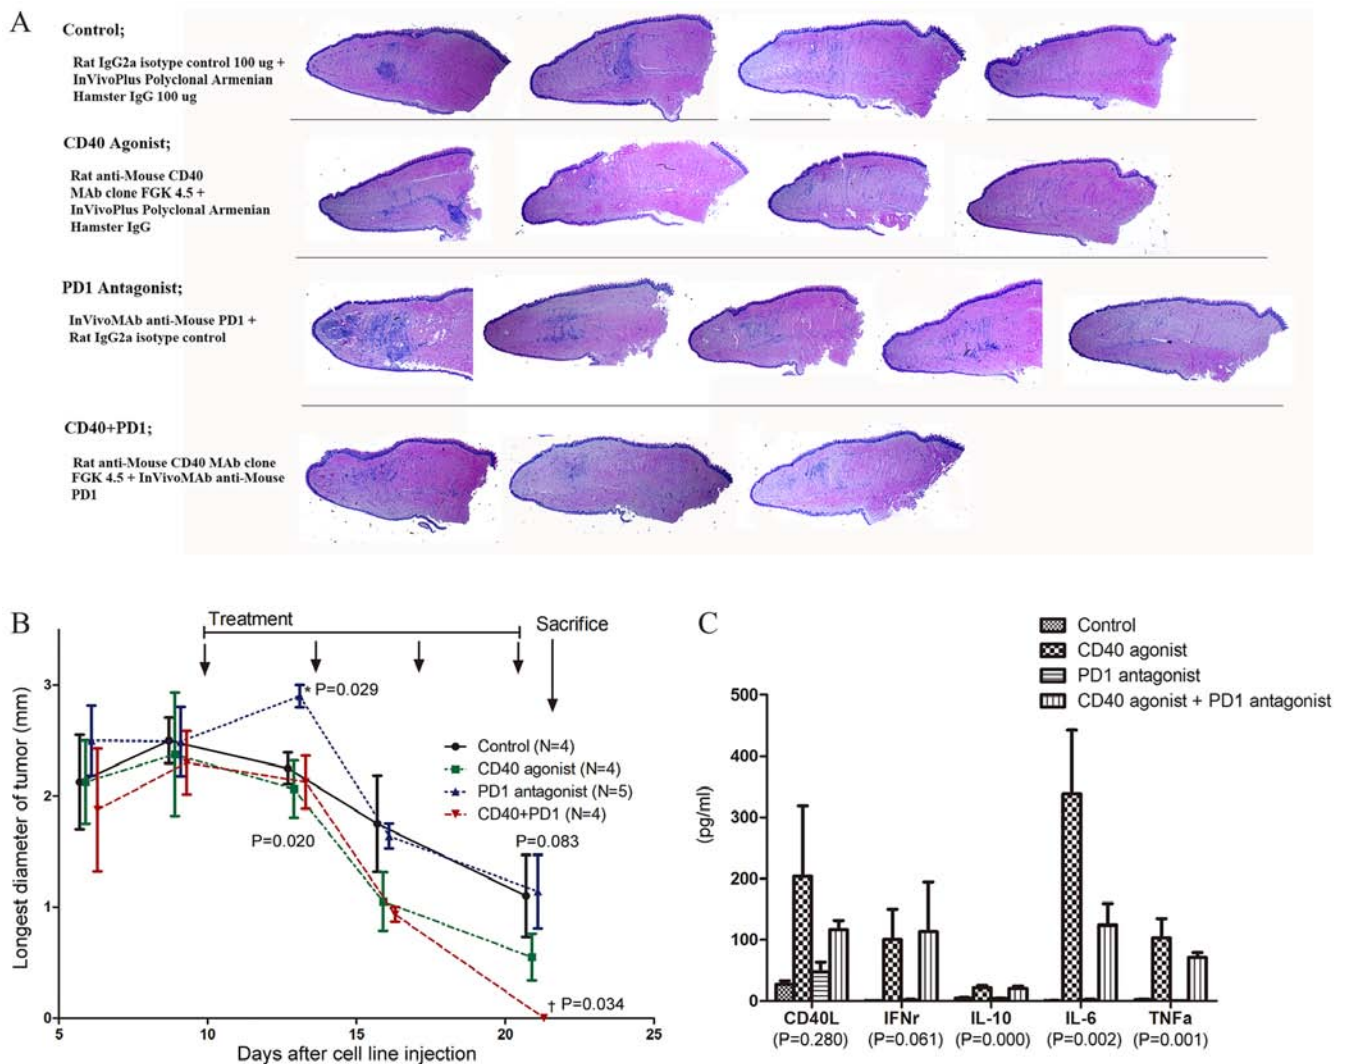 A
Control;
Rat IgG2a isotype control 100 ug +
InVivoPlus Polyclonal Armenian
Hamster IgG 100 ug
CD40 Agonist;
Rat anti-Mouse CD40
MAb clone FGK 4.5 +
InVivoPlus Polyclonal Armenian
Hamster IgG
PD1 Antagonist;
InVivoMAb anti-Mouse PD1 +
Rat IgG2a isotype control
CD40+PD1;
Rat anti-Mouse CD40 MAb clone
FGK 4.5 + InVivoMAb anti-Mouse
PD1
B
Treatment
Sacrifice
* P=0.029
Control (N=4)
CD40 agonist (N=4)
PD1 antagonist (N=5)
CD40+PD1 (N=4)
P=0.020
P=0.083
† P=0.034
Longest diameter of tumor (mm)
3
2
1
0
5
10
15
20
25
Days after cell line injection
C
Control
CD40 agonist
PD1 antagonist
CD40 agonist + PD1 antagonist
(pg/ml)
500
400
300
200
100
0
CD40L IFNr IL-10 IL-6 TNFa
(P=0.280) (P=0.061) (P=0.000) (P=0.002) (P=0.001)